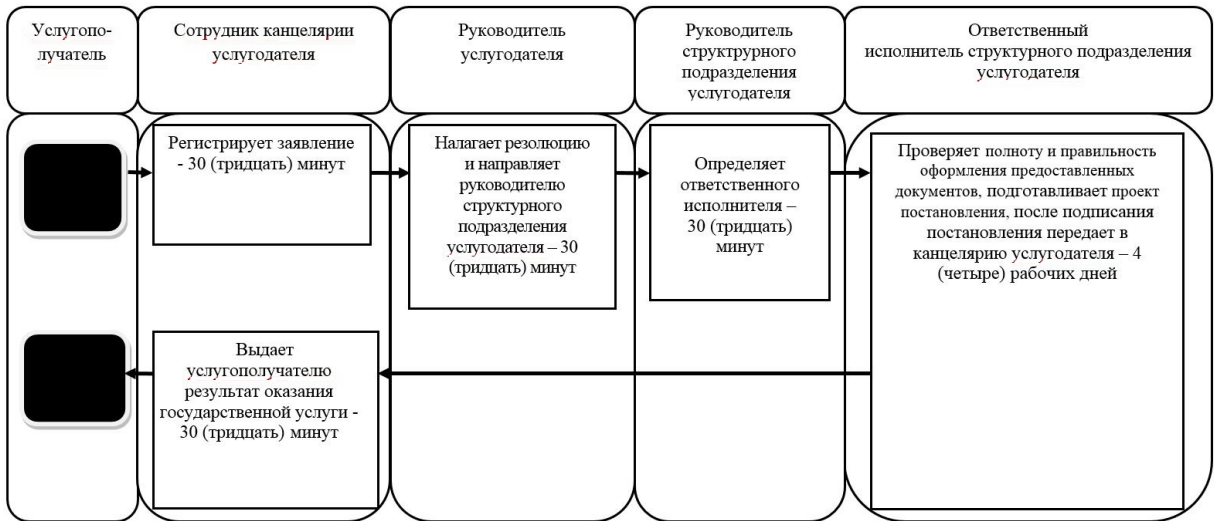 Услугопо-
лучатель
Сотрудник канцелярии
услугодателя
Руководитель
услугодателя
Руководитель
структрурного
подразделения
услугодателя
Ответственный
исполнитель структурного подразделения
услугодателя
Регистрирует заявление
- 30 (тридцать) минут
Налагает резолюцию
и направляет
руководителю
структурного
подразделения
услугодателя – 30
(тридцать) минут
Определяет
ответственного
исполнителя –
30 (тридцать)
минут
Проверяет полноту и правильность
оформления предоставленных
документов, подготавливает проект
постановления, после подписания
постановления передает в
канцелярию услугодателя – 4
(четыре) рабочих дней
Выдает
услугополучателю
результат оказания
государственной услуги -
30 (тридцать) минут